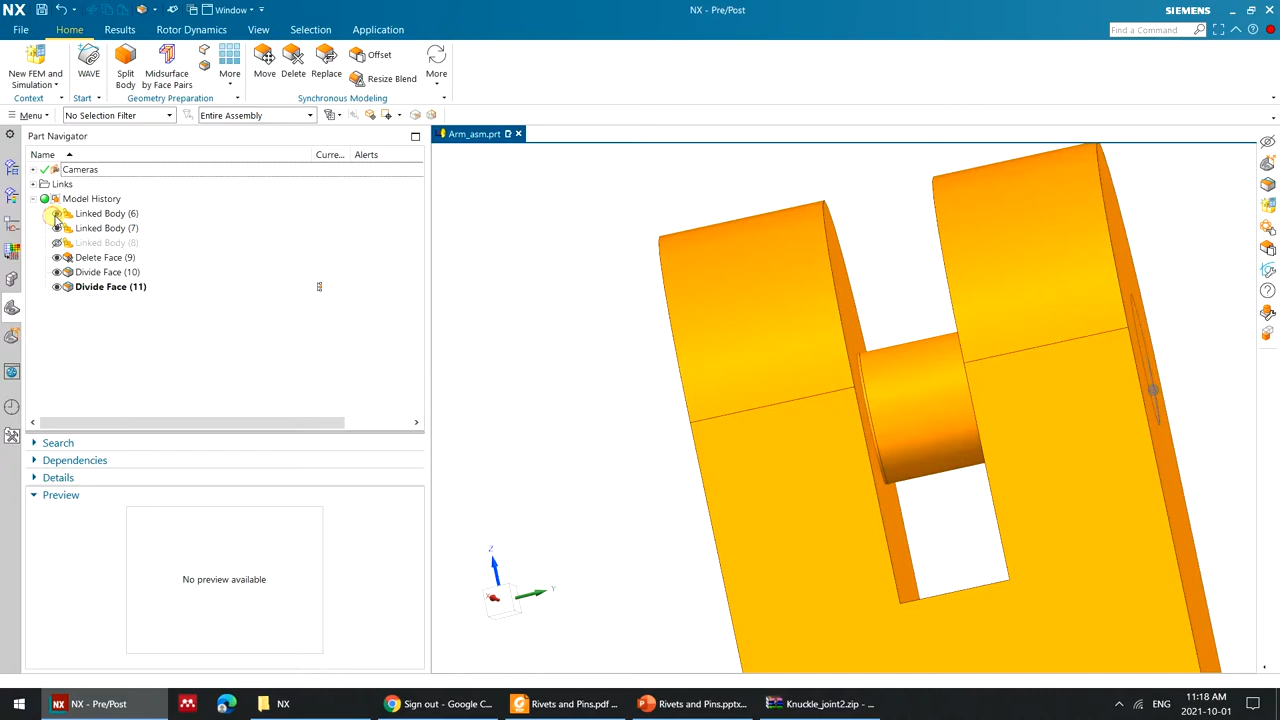 NX
Window
NX - Pre/Post
SIEMENS
File
Home
Results
Rotor Dynamics
View
Selection
Application
Find a Command
New FEM and Simulation
WAVE
Split Body
Midsurface by Face Pairs
More
Move
Delete
Replace
Offset
Resize Blend
More
Context
Start
Geometry Preparation
Synchronous Modeling
Menu
No Selection Filter
Entire Assembly
Part Navigator
Arm_asm.prt
Name
Curre...
Alerts
Cameras
Links
Model History
Linked Body (6)
Linked Body (7)
Linked Body (8)
Delete Face (9)
Divide Face (10)
Divide Face (11)
Search
Dependencies
Details
Preview
No preview available
Z
Y
X
NX - Pre/Post
NX
Sign out - Google C...
Rivets and Pins.pdf ...
Rivets and Pins.pptx...
Knuckle_joint2.zip - ...
ENG
11:18 AM
2021-10-01